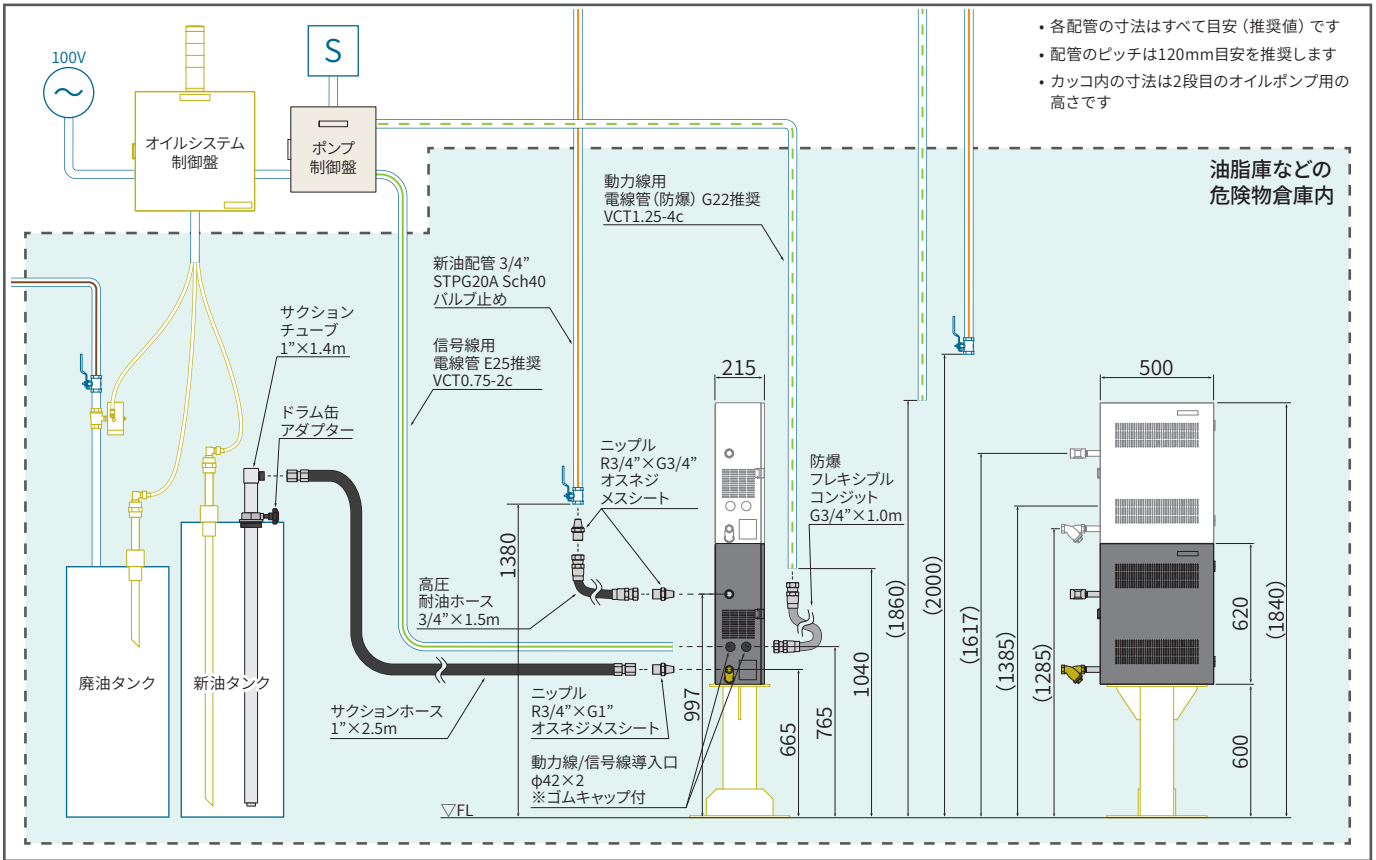 • 各配管の寸法はすべて目安（推奨値）です
• 配管のピッチは120mm目安を推奨します
• カッコ内の寸法は2段目のオイルポンプ用の
高さです
100V
S
オイルシステム
制御盤
ポンプ
制御盤
油脂庫などの
危険物倉庫内
動力線用
電線管（防爆）G22推奨
VCT1.25-4c
新油配管 3/4”
STPG20A Sch40
バルブ止め
サクション
チューブ
1”×1.4m
信号線用
電線管 E25推奨
VCT0.75-2c
ドラム缶
アダプター
ニップル
R3/4”×G3/4”
オスネジ
メスシート
防爆
フレキシブル
コンジット
G3/4”×1.0m
高圧
耐油ホース
3/4”×1.5m
廃油タンク
新油タンク
サクションホース
1”×2.5m
ニップル
R3/4”×G1”
オスネジメスシート
動力線/信号線導入口
φ42×2
※ゴムキャップ付
▽FL
215
500
1380
997
665
765
1040
(1860)
(2000)
(1617)
(1385)
(1285)
620
600
(1840)